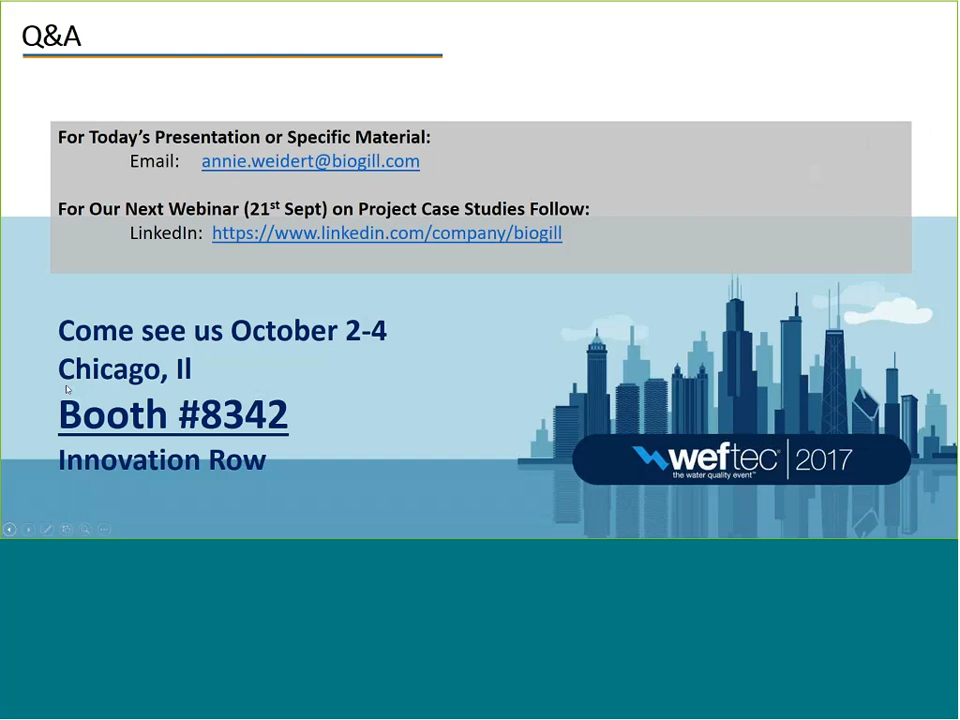 Q&A
For Today's Presentation or Specific Material:
Email: annie.weidert@biogill.com
For Our Next Webinar (21st Sept) on Project Case Studies Follow:
LinkedIn: https://www.linkedin.com/company/biogill
Come see us October 2-4
Chicago, Il
Booth #8342
Innovation Row
weftec® | 2017
the water quality event™